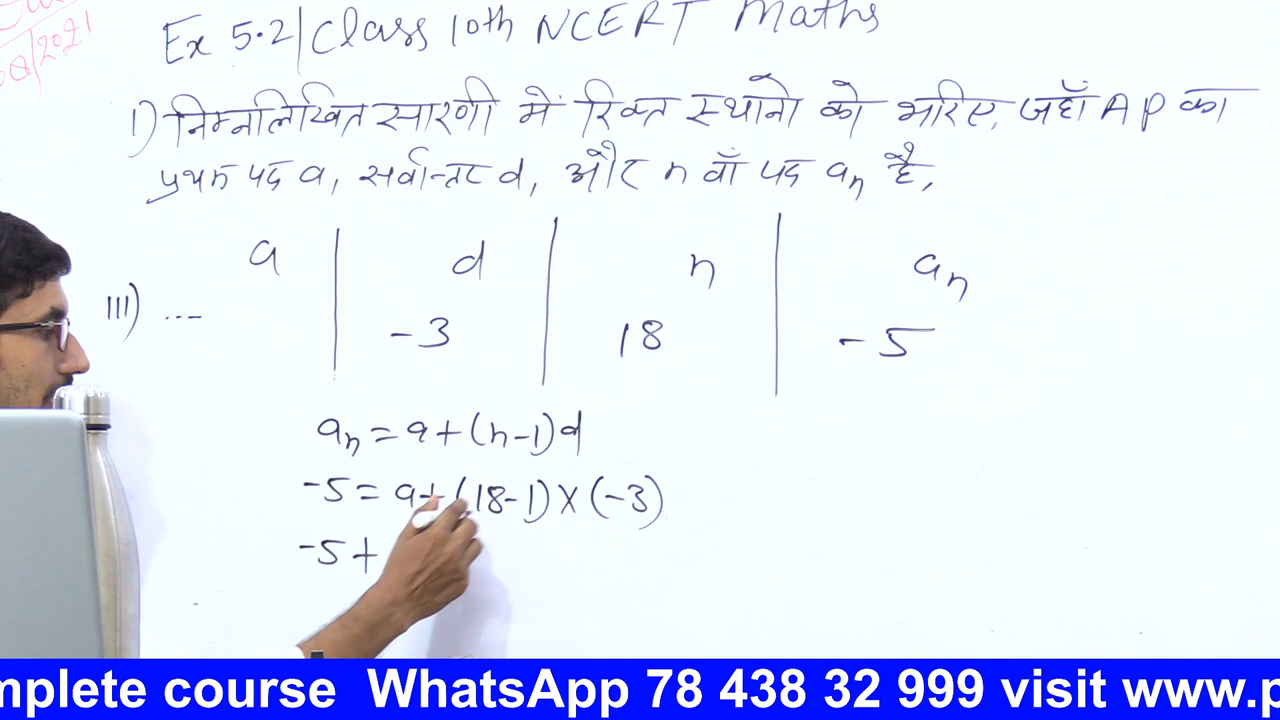 08/2021
Ex 5.2/Class 10th NCERT Maths
1) निम्नलिखित सारणी में रिक्त स्थानो को भरिए, जहाँ AP का
प्रथम पद a, सर्वान्तर d, और n वाँ पद an है,
a d n an
III) ... -3 18 -5
an = a + (n-1)d
-5 = a + (18-1) X (-3)
-5 +
mplete course WhatsApp 78 438 32 999 visit www.p